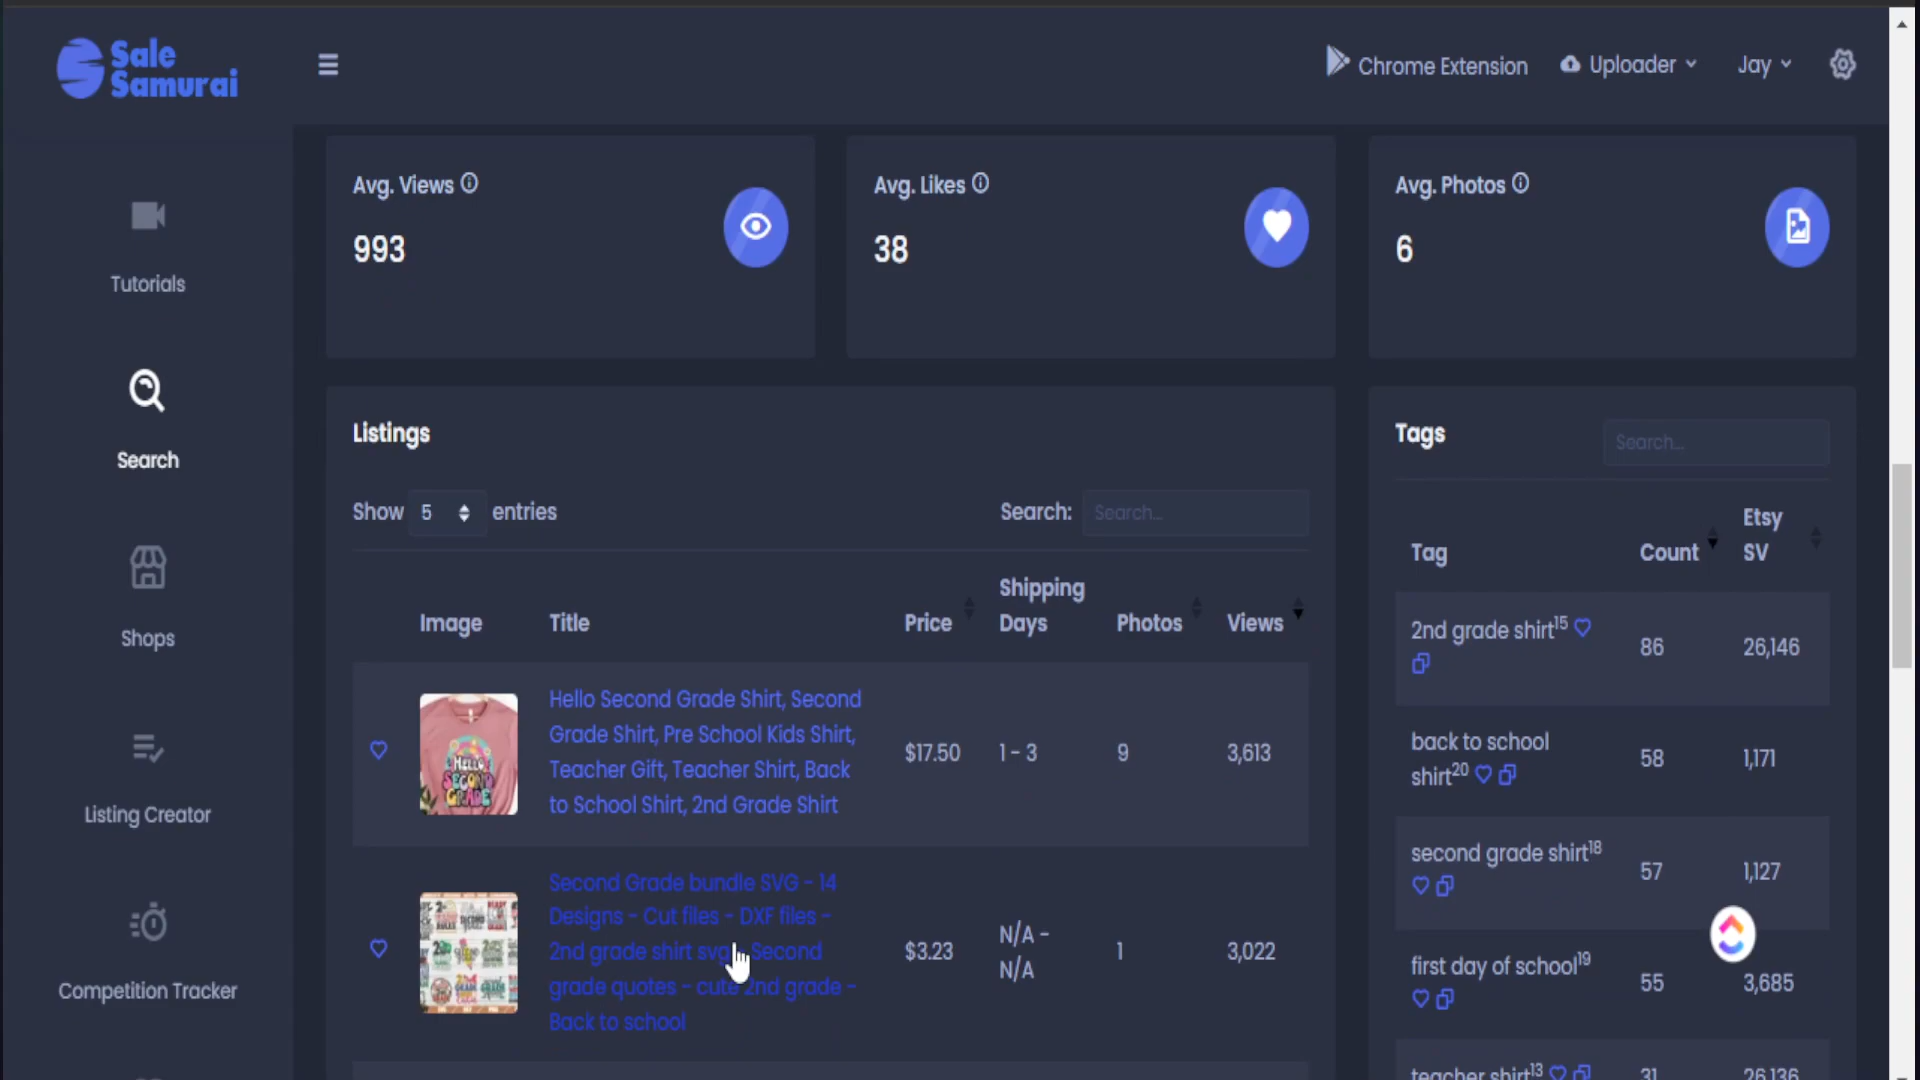 Sale
Samurai
Chrome Extension
Uploader
Jay
Tutorials
Search
Shops
Listing Creator
Competition Tracker
Avg. Views
993
Avg. Likes
38
Avg. Photos
6
Listings
Show 5 entries
Search: Search...
Image Title Price Shipping Days Photos Views
Hello Second Grade Shirt, Second
Grade Shirt, Pre School Kids Shirt,
Teacher Gift, Teacher Shirt, Back
to School Shirt, 2nd Grade Shirt
$17.50 1 - 3 9 3,613
HELLO
SECOND
GRADE
Second Grade bundle SVG - 14
Designs - Cut files - DXF files -
2nd grade shirt svg - Second
grade quotes - cute 2nd grade -
Back to school
$3.23 N/A - N/A 1 3,022
Tags
Search...
Tag Count Etsy SV
2nd grade shirt15 86 26,146
back to school
shirt20 58 1,171
second grade shirt18 57 1,127
first day of school19 55 3,685
teacher shirt13 31 26,136